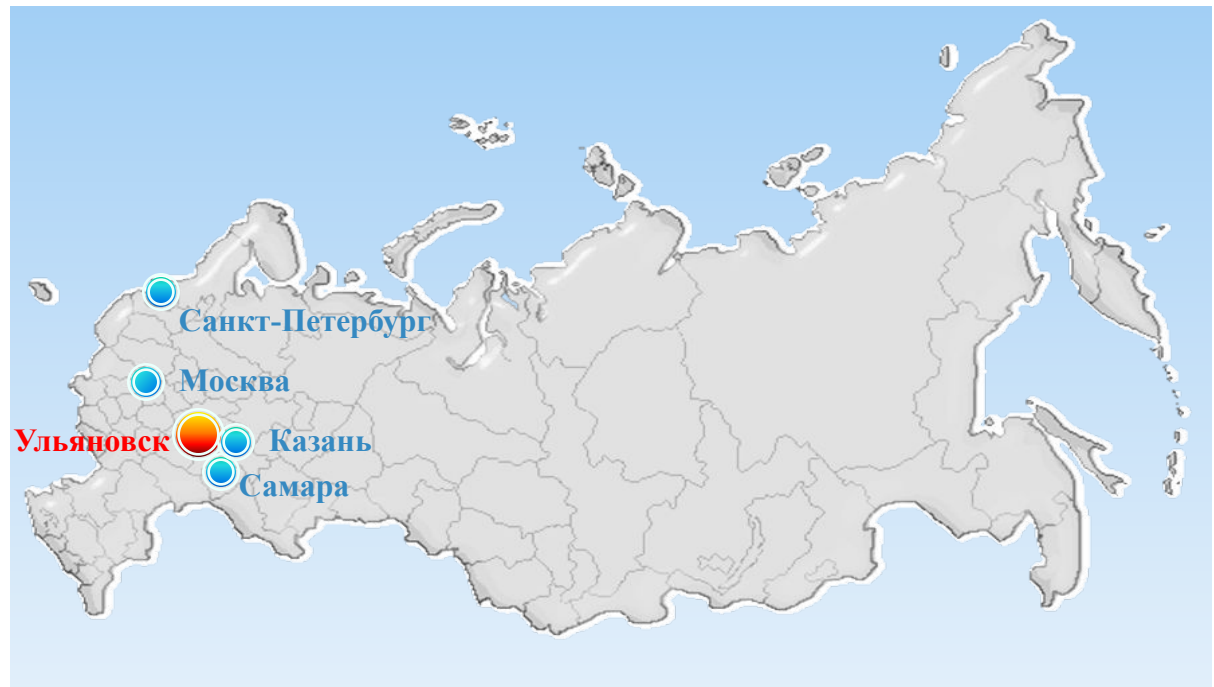 Санкт-Петербург
Москва
Ульяновск
Казань
Самара